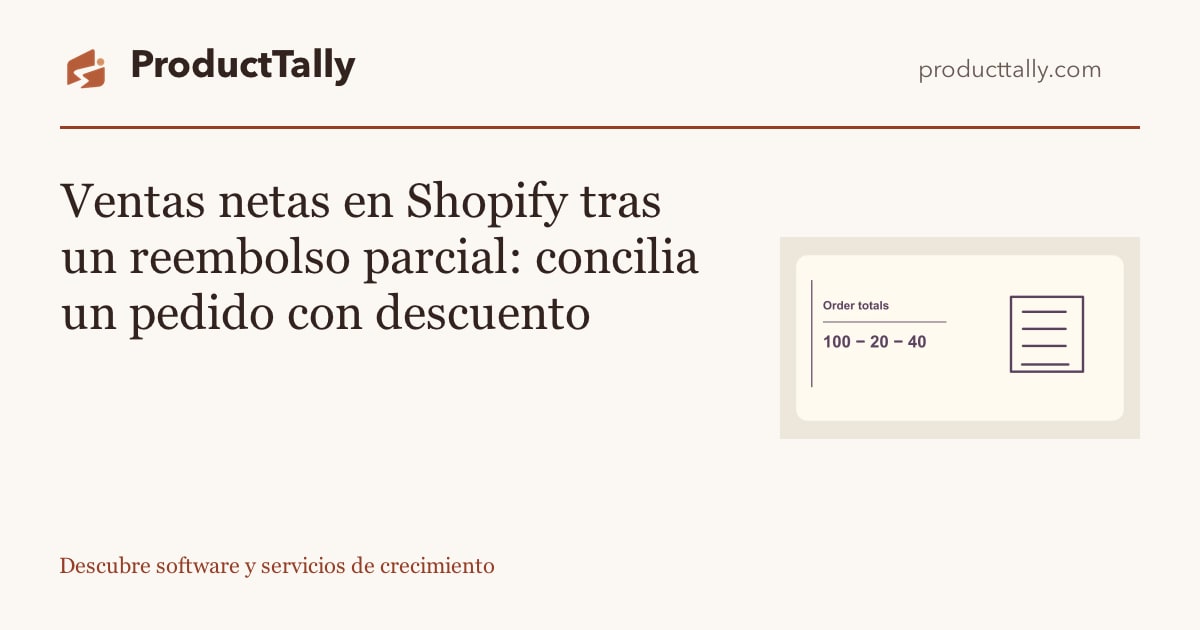 ProductTally
producttally.com
Ventas netas en Shopify tras
un reembolso parcial: concilia
un pedido con descuento
Order totals
100 − 20 − 40
Descubre software y servicios de crecimiento